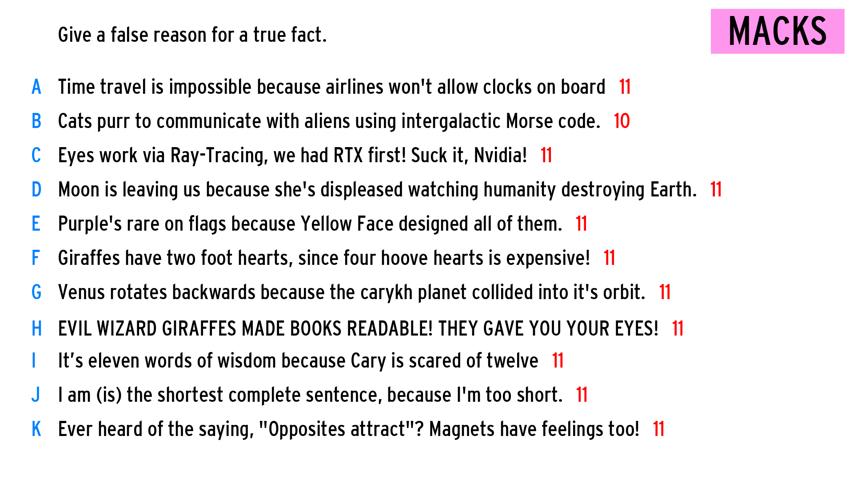 Give a false reason for a true fact.
MACKS
A Time travel is impossible because airlines won't allow clocks on board 11
B Cats purr to communicate with aliens using intergalactic Morse code. 10
C Eyes work via Ray-Tracing, we had RTX first! Suck it, Nvidia! 11
D Moon is leaving us because she's displeased watching humanity destroying Earth. 11
E Purple's rare on flags because Yellow Face designed all of them. 11
F Giraffes have two foot hearts, since four hoove hearts is expensive! 11
G Venus rotates backwards because the carykh planet collided into it's orbit. 11
H EVIL WIZARD GIRAFFES MADE BOOKS READABLE! THEY GAVE YOU YOUR EYES! 11
I It’s eleven words of wisdom because Cary is scared of twelve 11
J I am (is) the shortest complete sentence, because I'm too short. 11
K Ever heard of the saying, "Opposites attract"? Magnets have feelings too! 11